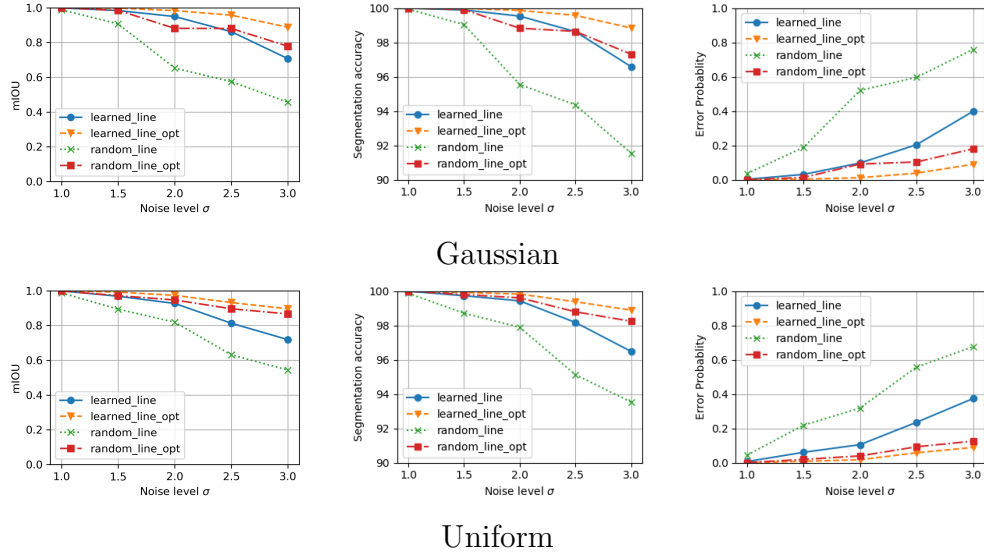 1.0
0.8
0.6
0.4
0.2
0.0
mIOU
learned_line
learned_line_opt
random_line
random_line_opt
1.0 1.5 2.0 2.5 3.0
Noise level σ
100
98
96
94
92
90
Segmentation accuracy
learned_line
learned_line_opt
random_line
random_line_opt
1.0 1.5 2.0 2.5 3.0
Noise level σ
1.0
0.8
0.6
0.4
0.2
0.0
Error Probablity
learned_line
learned_line_opt
random_line
random_line_opt
1.0 1.5 2.0 2.5 3.0
Noise level σ
Gaussian
1.0
0.8
0.6
0.4
0.2
0.0
mIOU
learned_line
learned_line_opt
random_line
random_line_opt
1.0 1.5 2.0 2.5 3.0
Noise level σ
100
98
96
94
92
90
Segmentation accuracy
learned_line
learned_line_opt
random_line
random_line_opt
1.0 1.5 2.0 2.5 3.0
Noise level σ
1.0
0.8
0.6
0.4
0.2
0.0
Error Probablity
learned_line
learned_line_opt
random_line
random_line_opt
1.0 1.5 2.0 2.5 3.0
Noise level σ
Uniform